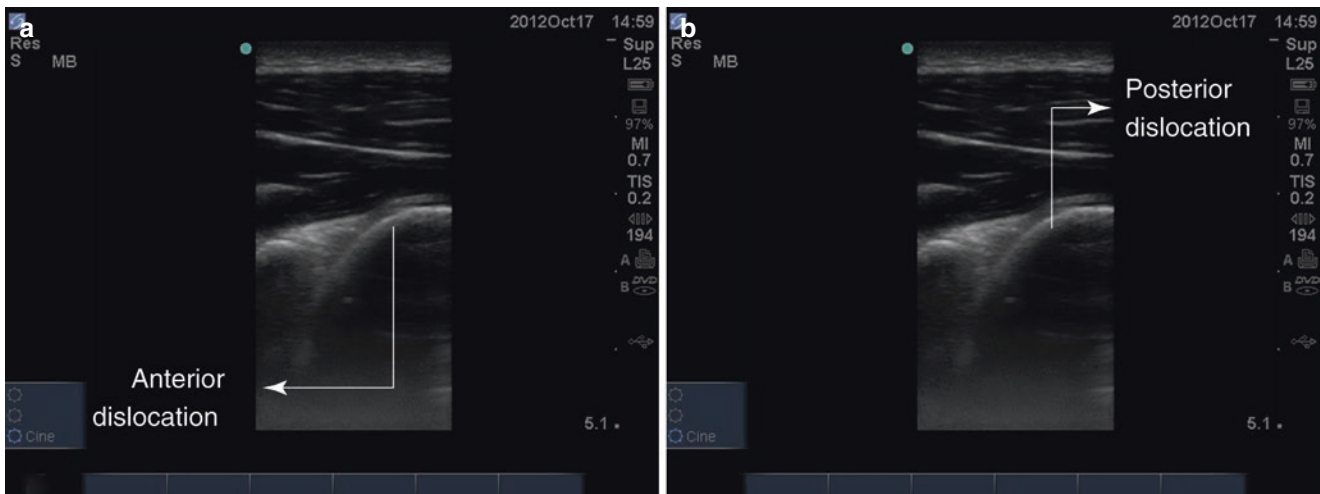 a
2012Oct17 14:59
Res
S MB
Sup
L25
97%
MI
0.7
TIS
0.2
194
A
B DVD
Anterior
dislocation
Cine
5.1
b
2012Oct17 14:59
Res
S MB
Sup
L25
Posterior
dislocation
97%
MI
0.7
TIS
0.2
194
A
B DVD
Cine
5.1